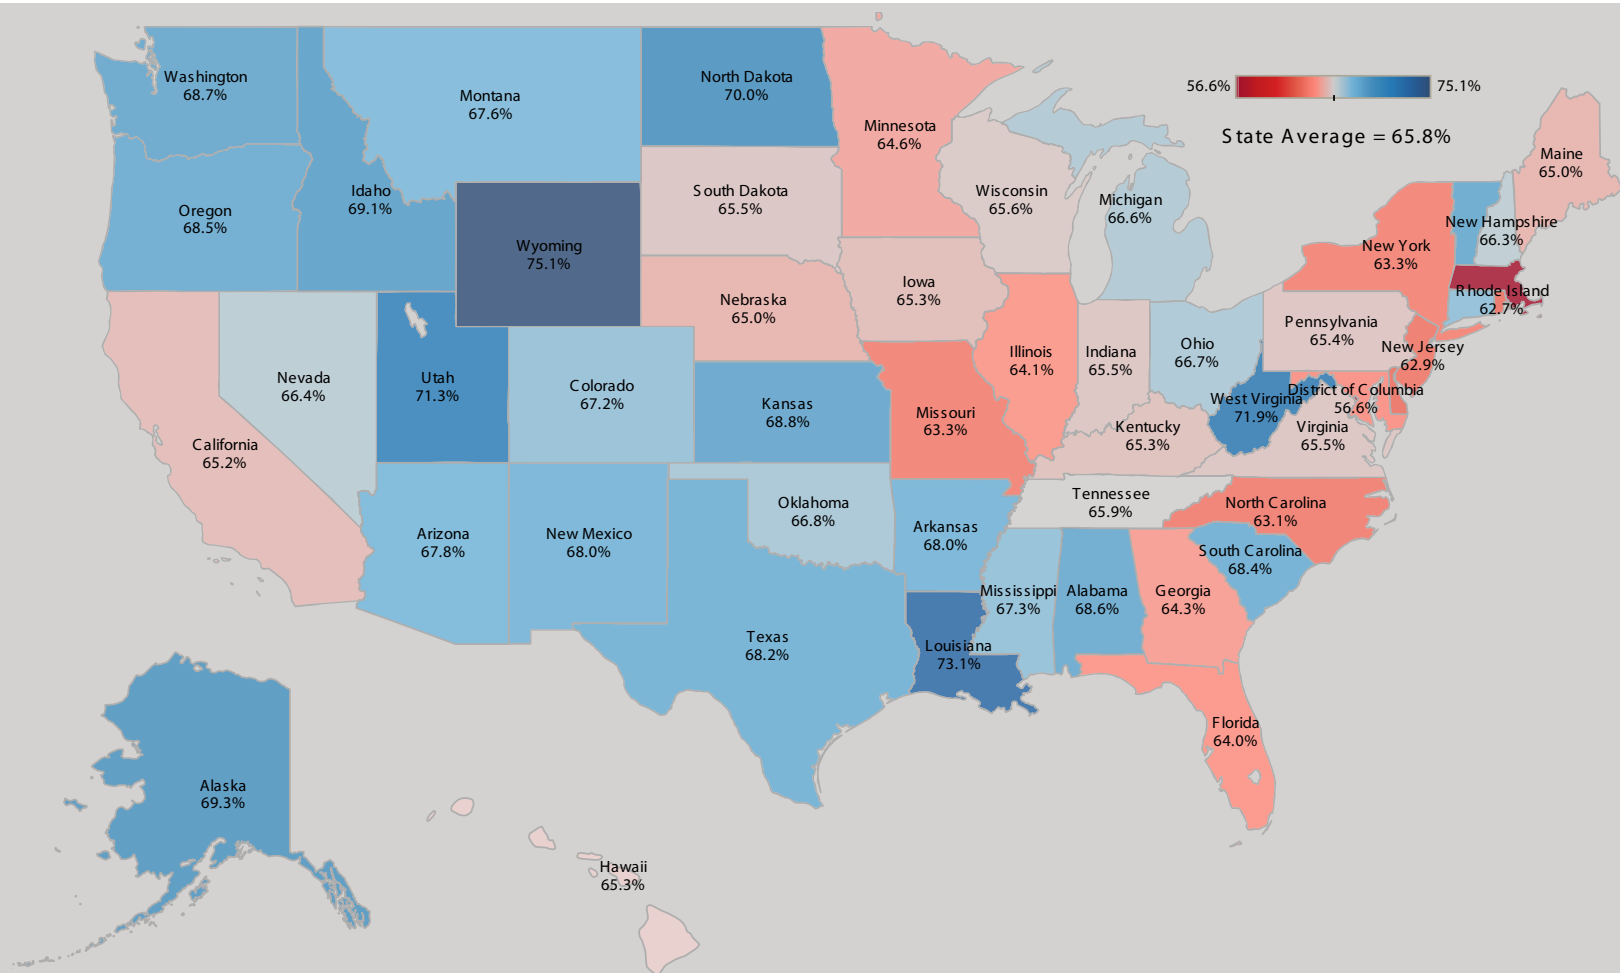 Washington
68.7%
Montana
67.6%
North Dakota
70.0%
Minnesota
64.6%
56.6%
75.1%
State Average = 65.8%
Maine
65.0%
Oregon
68.5%
Idaho
69.1%
Wyoming
75.1%
South Dakota
65.5%
Wisconsin
65.6%
Michigan
66.6%
New York
63.3%
New Hampshire
66.3%
Rhode Island
62.7%
Nebraska
65.0%
Iowa
65.3%
Pennsylvania
65.4%
New Jersey
62.9%
Nevada
66.4%
Utah
71.3%
Colorado
67.2%
Kansas
68.8%
Missouri
63.3%
Illinois
64.1%
Indiana
65.5%
Ohio
66.7%
West Virginia
71.9%
District of Columbia
56.6%
Virginia
65.5%
Kentucky
65.3%
California
65.2%
Arizona
67.8%
New Mexico
68.0%
Oklahoma
66.8%
Arkansas
68.0%
Tennessee
65.9%
North Carolina
63.1%
South Carolina
68.4%
Mississippi
67.3%
Alabama
68.6%
Georgia
64.3%
Texas
68.2%
Louisiana
73.1%
Florida
64.0%
Alaska
69.3%
Hawaii
65.3%